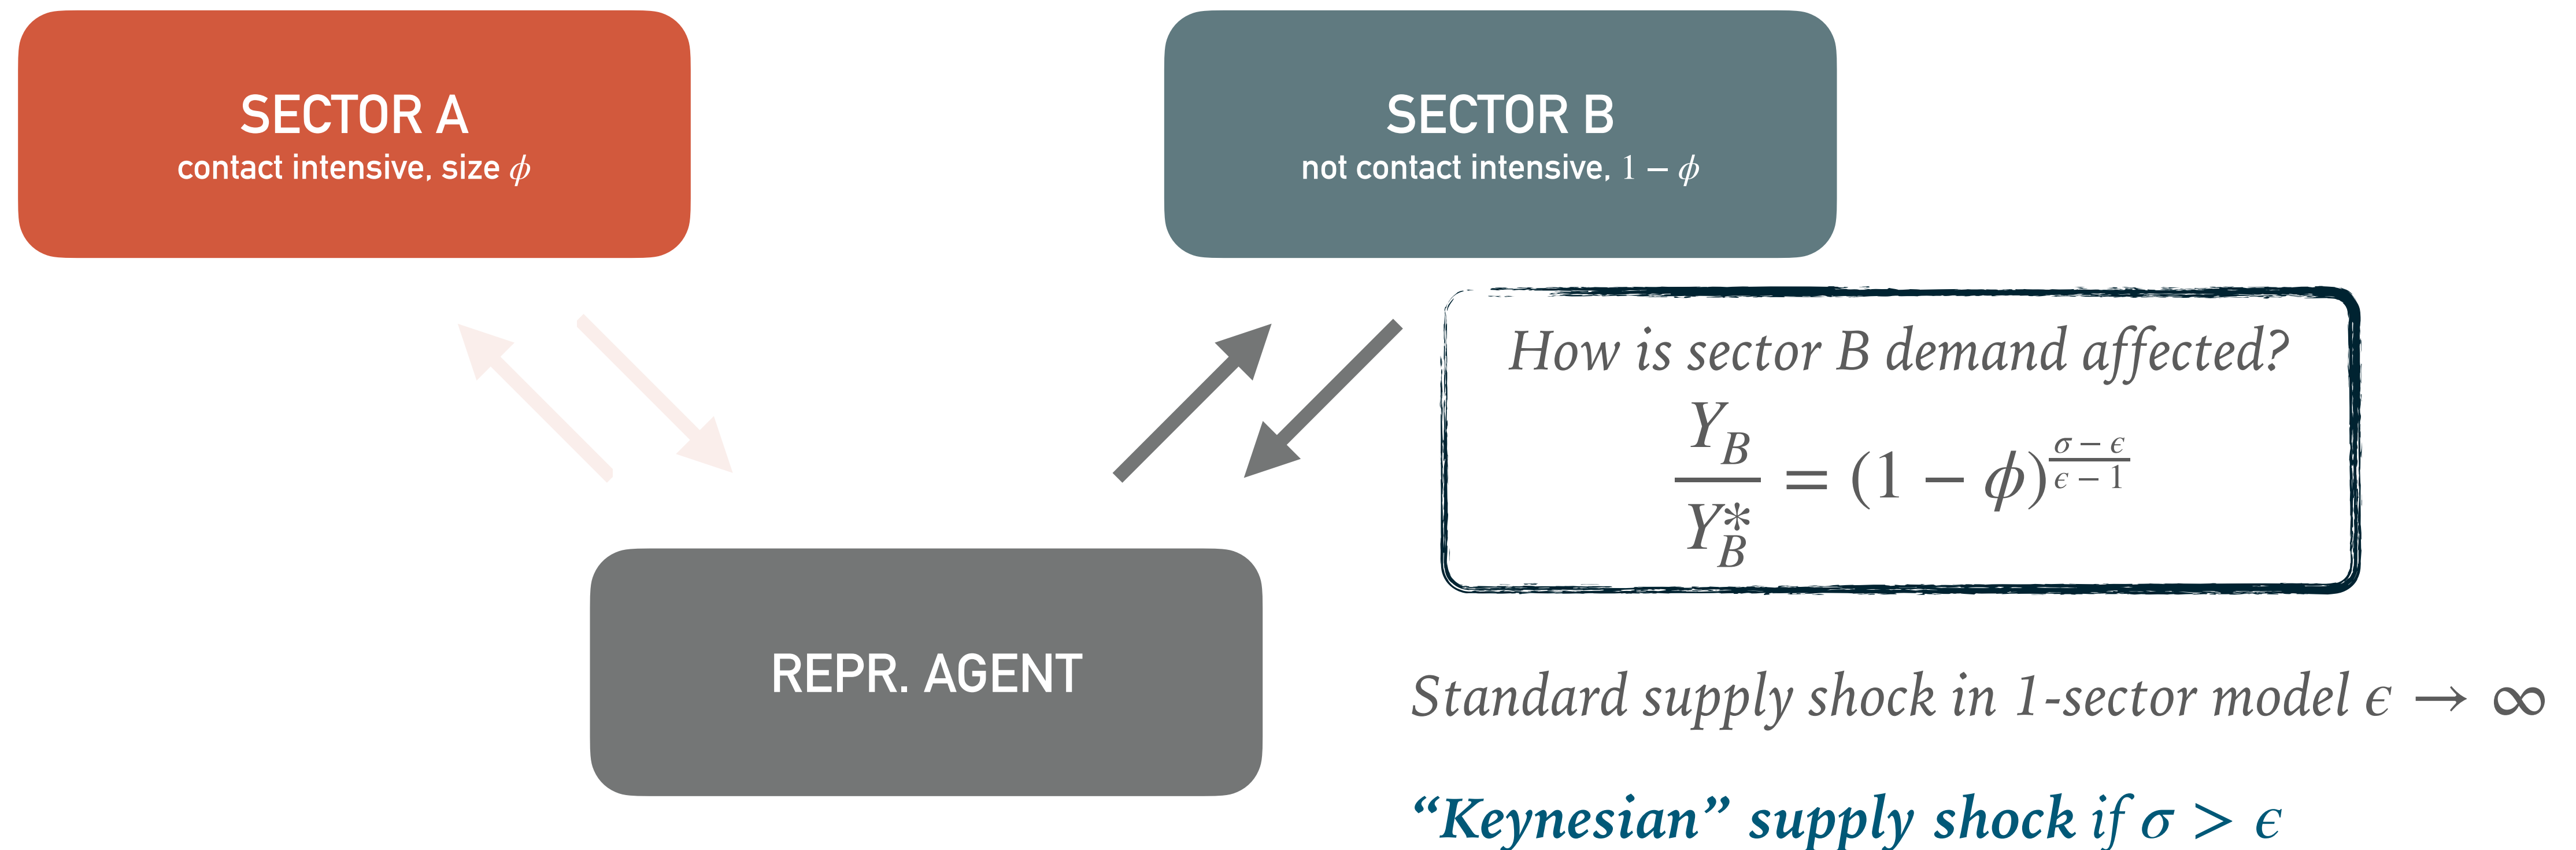 SECTOR A
contact intensive, size ϕ
SECTOR B
not contact intensive, 1 − ϕ
How is sector B demand affected?
Y_B / Y_B^* = (1 − ϕ)^{(σ − ϵ)/(ϵ − 1)}
REPR. AGENT
Standard supply shock in 1-sector model ϵ → ∞
“Keynesian” supply shock if σ > ϵ